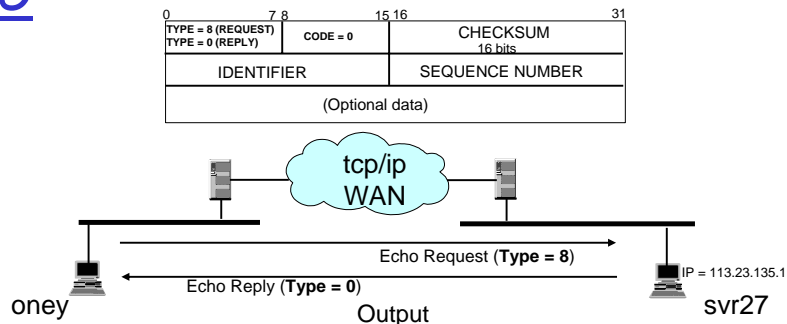 0 7 8 15 16 31
TYPE = 8 (REQUEST)
TYPE = 0 (REPLY)
CODE = 0
CHECKSUM
16 bits
IDENTIFIER
SEQUENCE NUMBER
(Optional data)
tcp/ip
WAN
Echo Request (Type = 8)
IP = 113.23.135.1
Echo Reply (Type = 0)
oney
Output
svr27